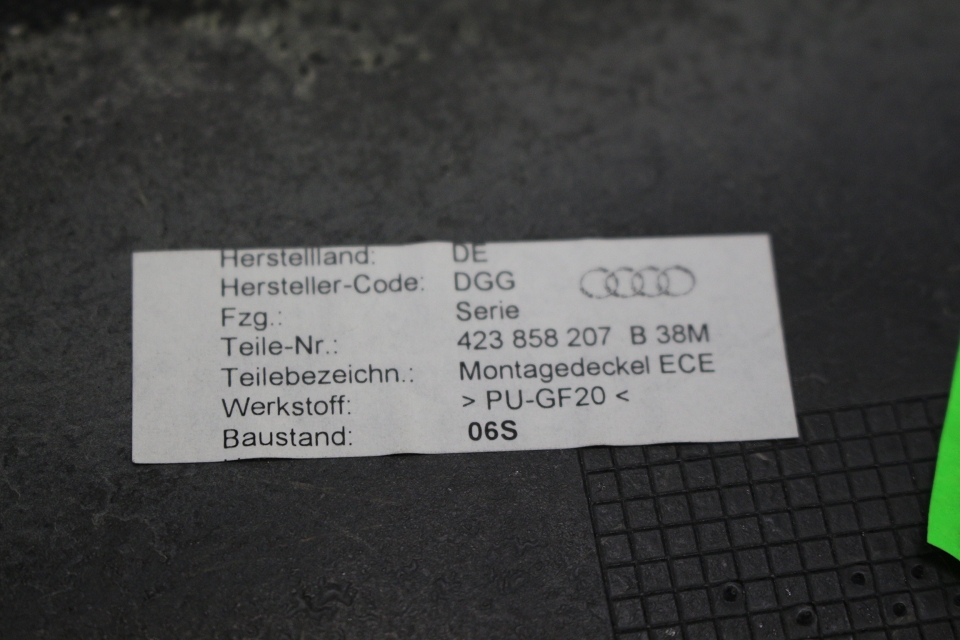 Herstellland: DE
Hersteller-Code: DGG
Fzg.: Serie
Teile-Nr.: 423 858 207 B 38M
Teilebezeichn.: Montagedeckel ECE
Werkstoff: > PU-GF20 <
Baustand: 06S